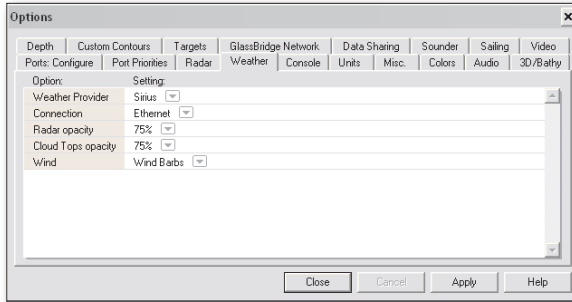 Options x
Depth Custom Contours Targets GlassBridge Network Data Sharing Sounder Sailing Video
Ports: Configure Port Priorities Radar Weather Console Units Misc. Colors Audio 3D/Bathy
Option: Setting:
Weather Provider Sirius
Connection Ethernet
Radar opacity 75%
Cloud Tops opacity 75%
Wind Wind Barbs
Close Cancel Apply Help